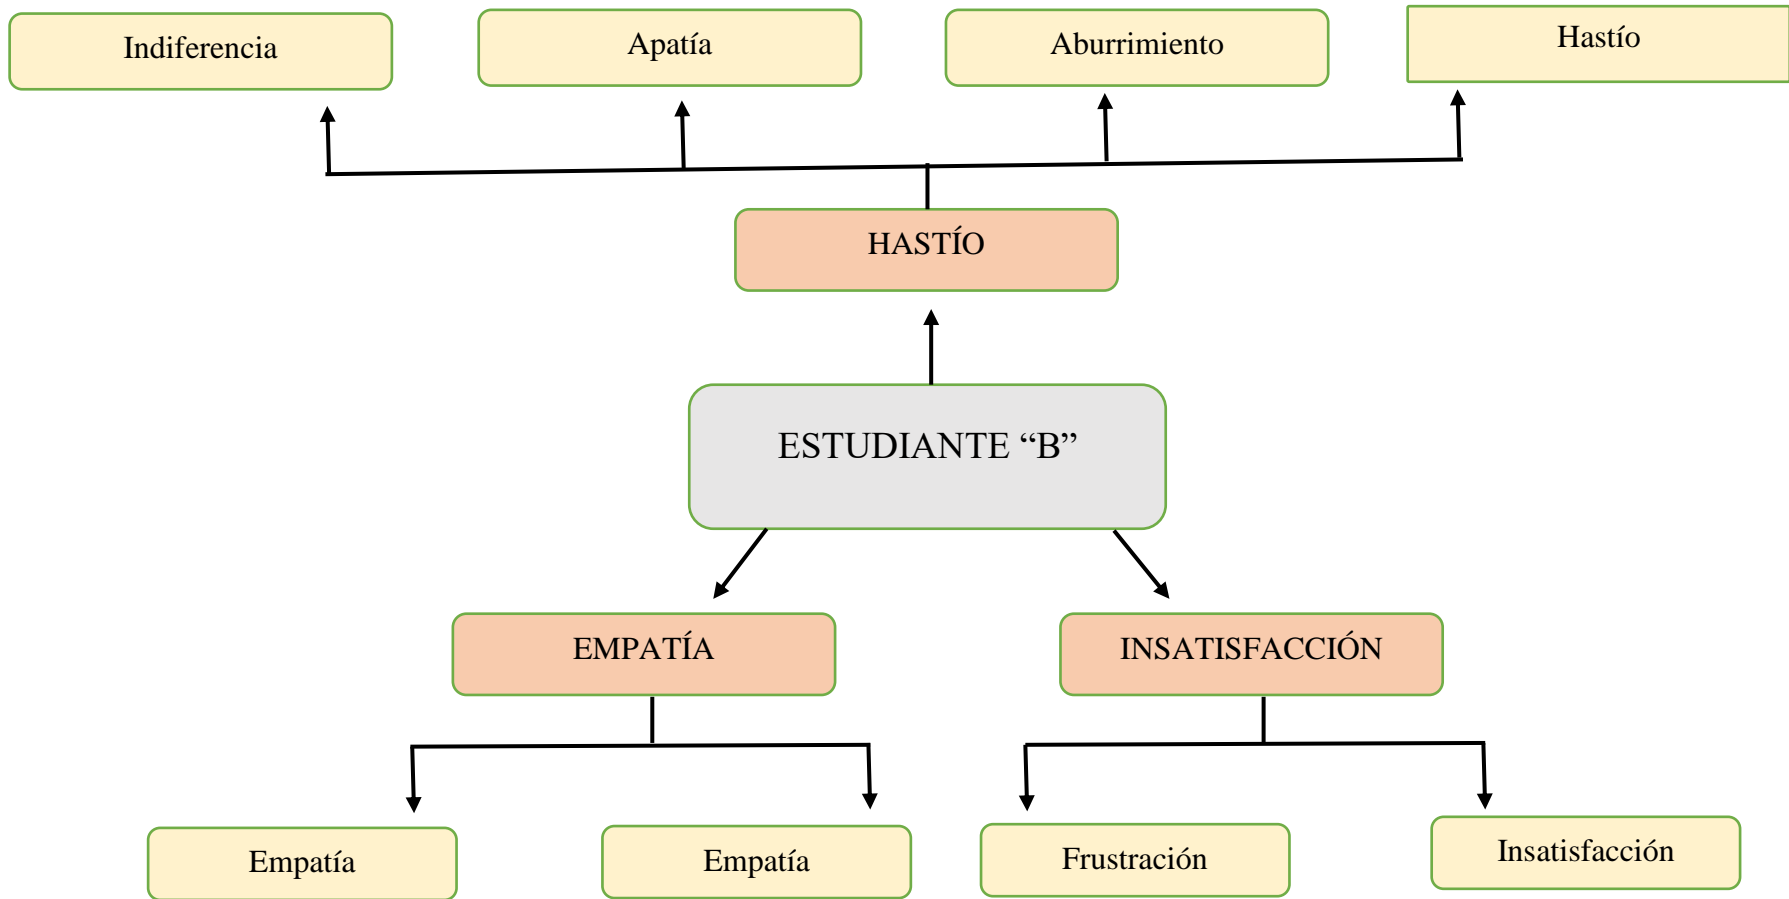 Indiferencia
Apatía
Aburrimiento
Hastío
HASTÍO
ESTUDIANTE “B”
EMPATÍA
INSATISFACCIÓN
Empatía
Empatía
Frustración
Insatisfacción